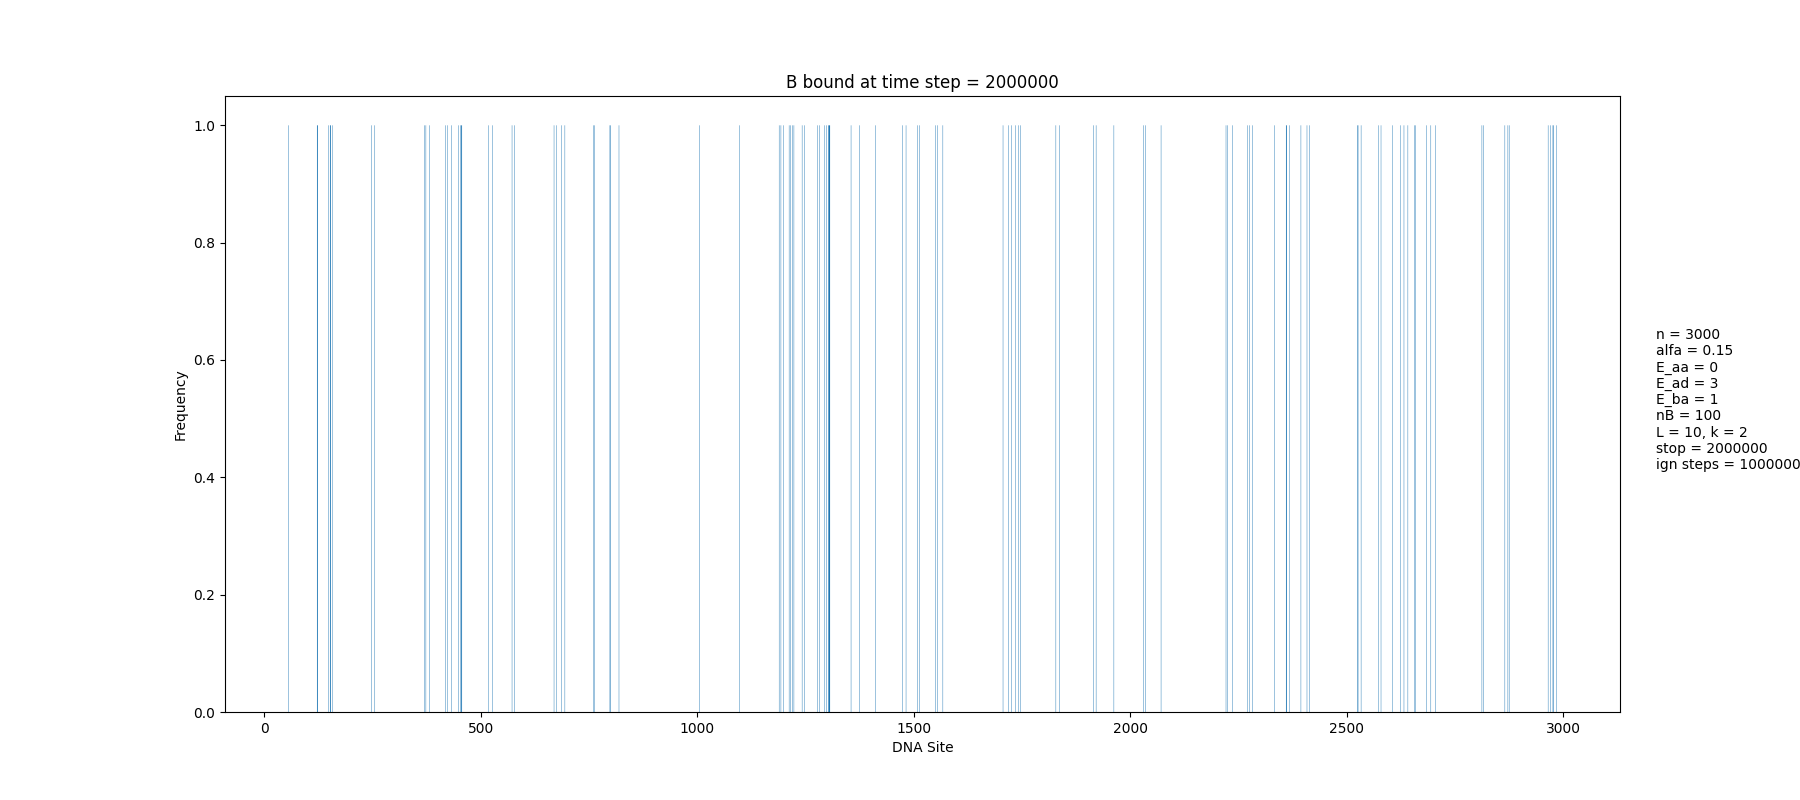 B bound at time step = 2000000
1.0
0.8
0.6
0.4
0.2
0.0
Frequency
0 500 1000 1500 2000 2500 3000
DNA Site
n = 3000
alfa = 0.15
E_aa = 0
E_ad = 3
E_ba = 1
nB = 100
L = 10, k = 2
stop = 2000000
ign steps = 1000000